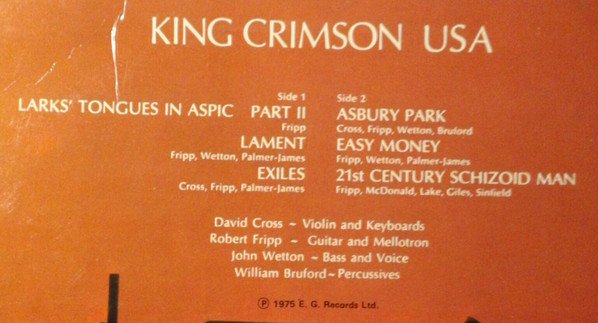 KING CRIMSON USA
Side 1
LARKS' TONGUES IN ASPIC PART II
Fripp
LAMENT
Fripp, Wetton, Palmer-James
EXILES
Cross, Fripp, Palmer-James
Side 2
ASBURY PARK
Cross, Fripp, Wetton, Bruford
EASY MONEY
Fripp, Wetton, Palmer-James
21st CENTURY SCHIZOID MAN
Fripp, McDonald, Lake, Giles, Sinfield
David Cross ~ Violin and Keyboards
Robert Fripp ~ Guitar and Mellotron
John Wetton ~ Bass and Voice
William Bruford ~ Percussives
℗ 1975 E. G. Records Ltd.